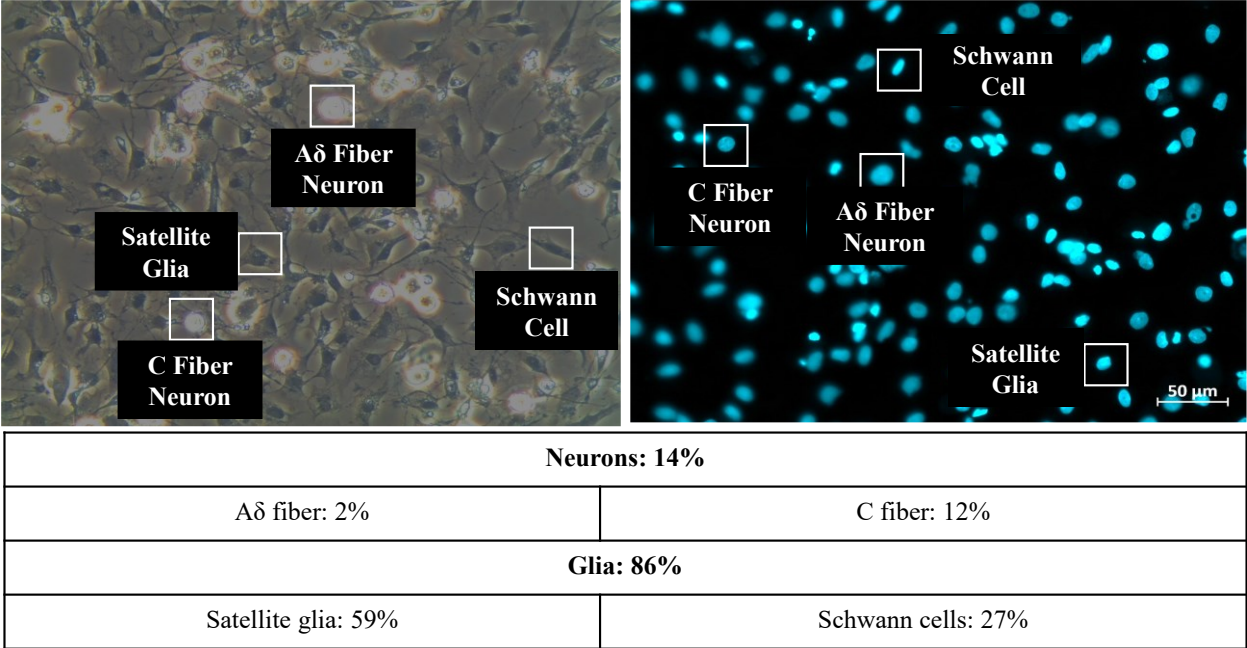 Aδ Fiber
Neuron
Satellite
Glia
Schwann
Cell
C Fiber
Neuron
Schwann
Cell
C Fiber
Neuron
Aδ Fiber
Neuron
Satellite
Glia
50 µm
Neurons: 14%
Aδ fiber: 2%
C fiber: 12%
Glia: 86%
Satellite glia: 59%
Schwann cells: 27%